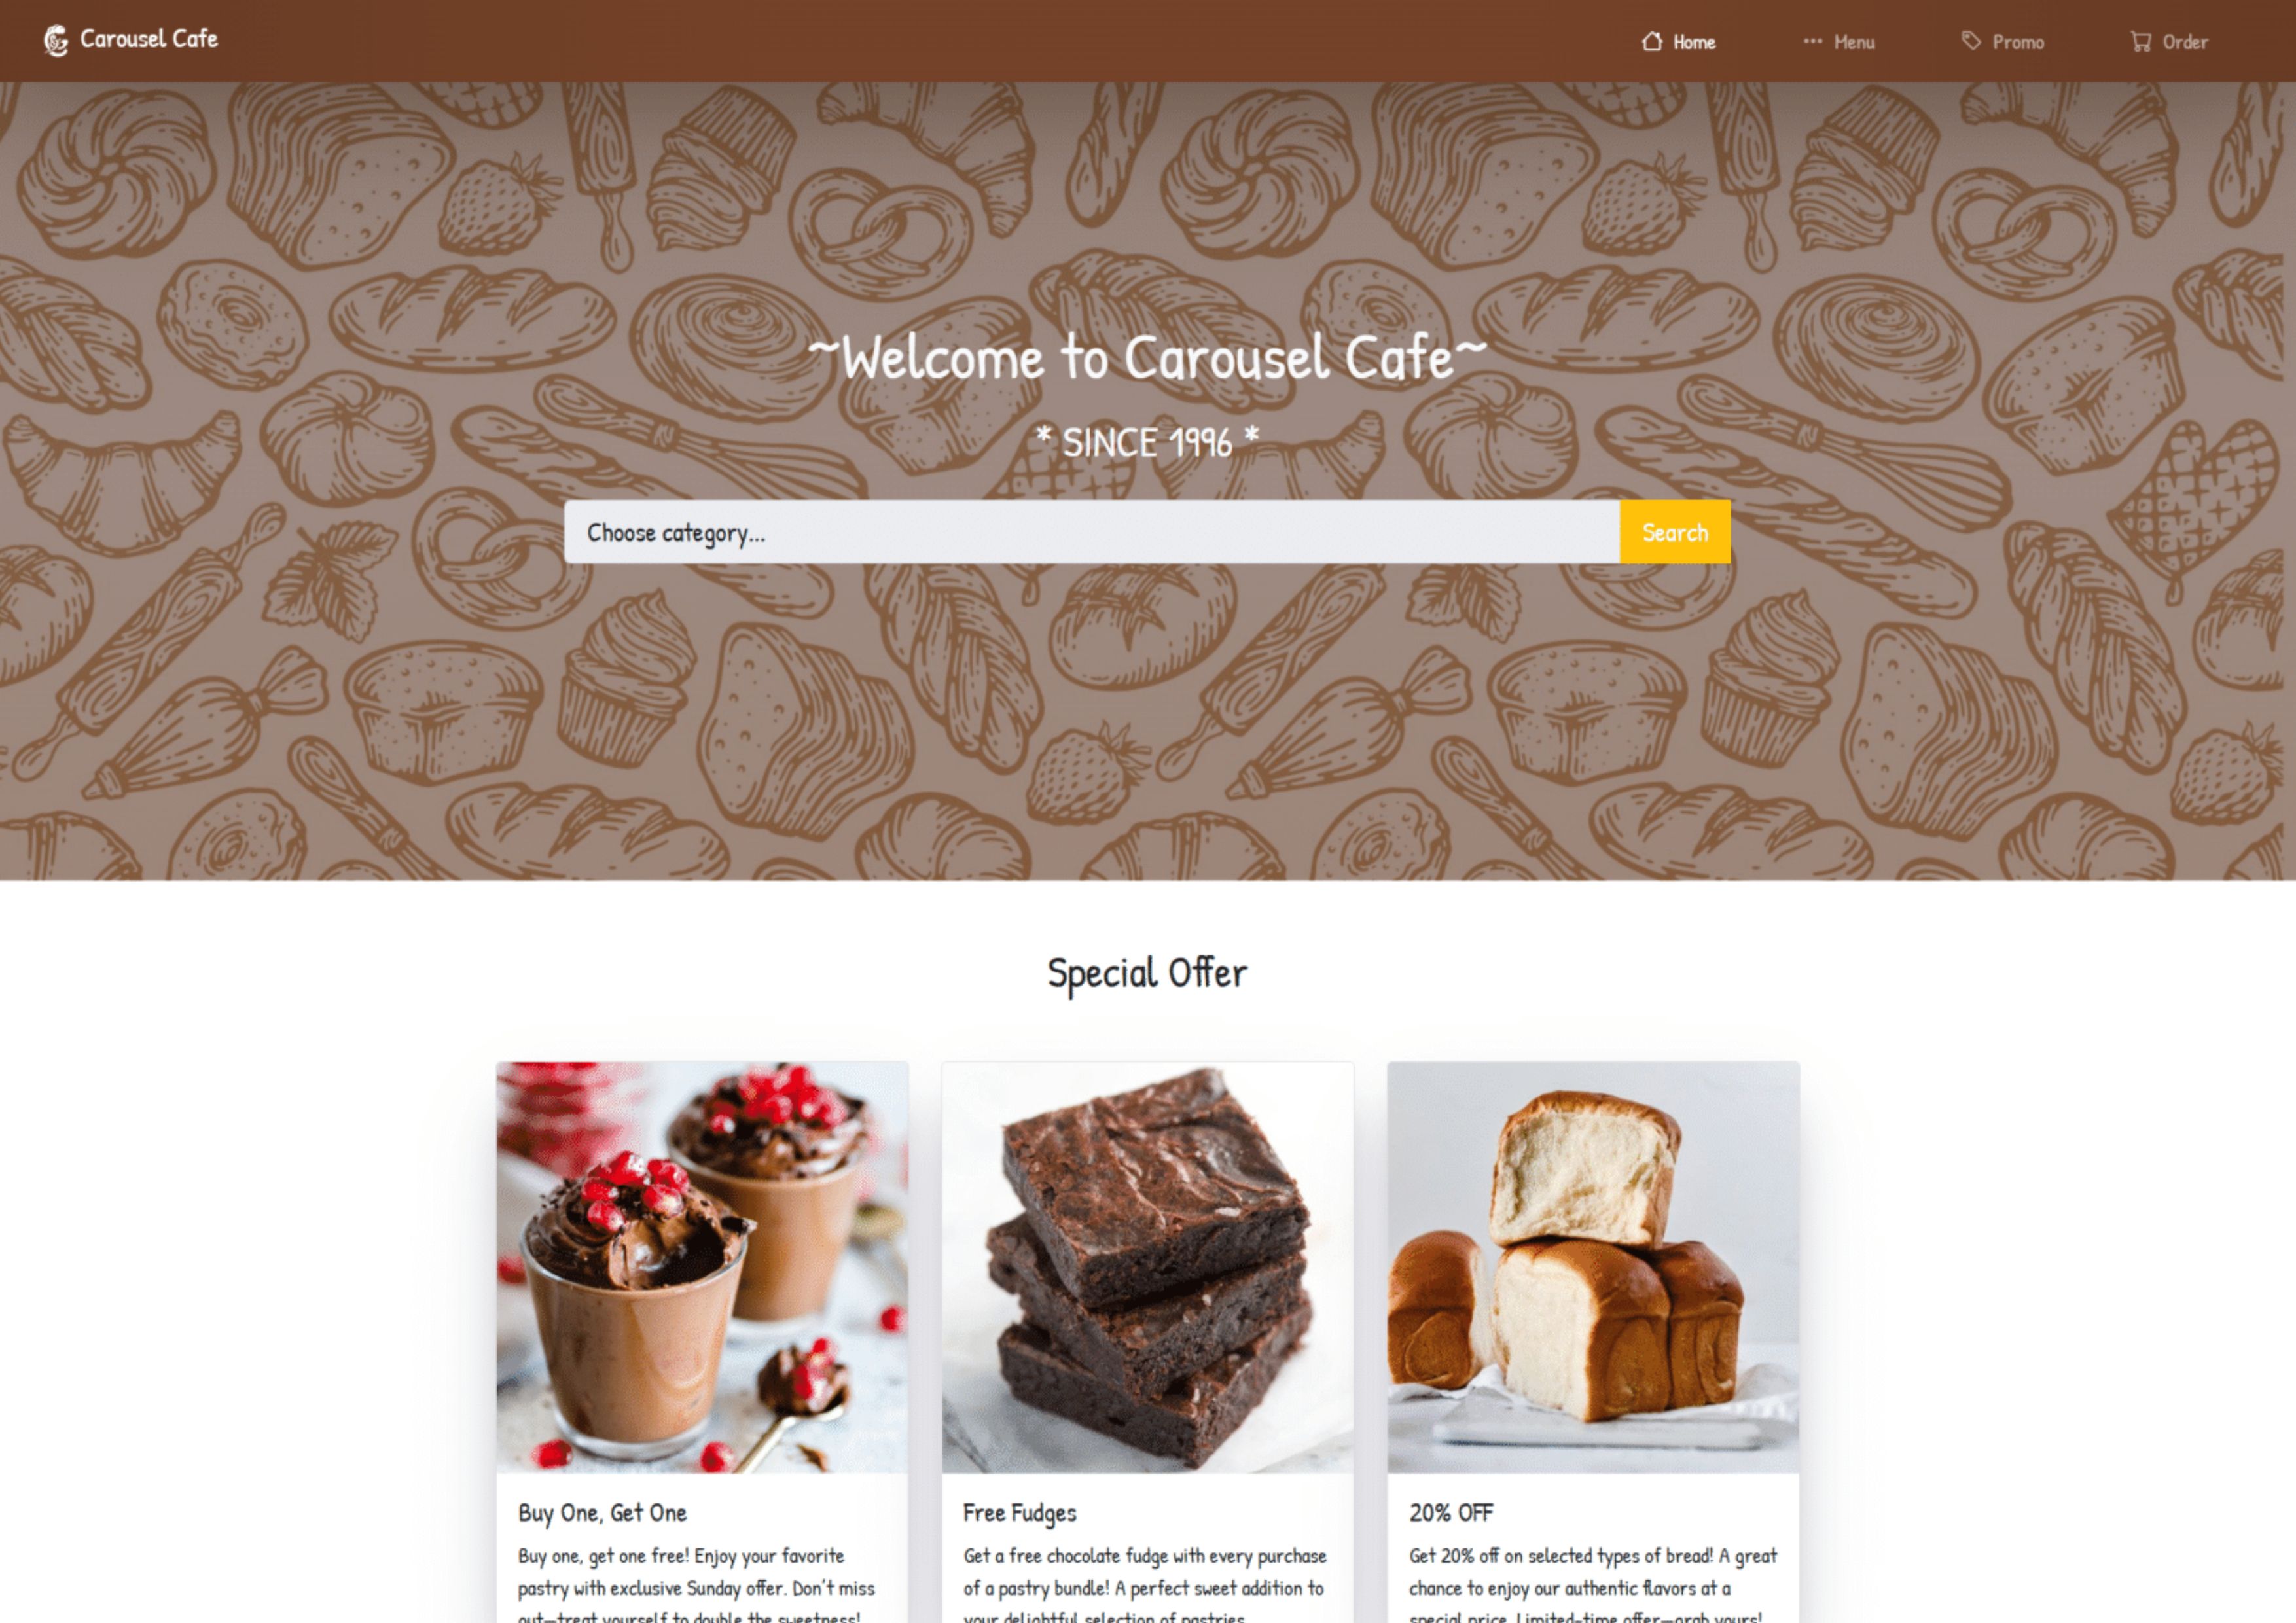 Carousel Cafe
Home
Menu
Promo
Order
~Welcome to Carousel Cafe~
* SINCE 1996 *
Choose category...
Search
Special Offer
Buy One, Get One
Buy one, get one free! Enjoy your favorite
pastry with exclusive Sunday offer. Don't miss
out—treat yourself to double the sweetness!
Free Fudges
Get a free chocolate fudge with every purchase
of a pastry bundle! A perfect sweet addition to
your delightful selection of pastries.
20% OFF
Get 20% off on selected types of bread! A great
chance to enjoy our authentic flavors at a
special price. Limited-time offer—grab yours!